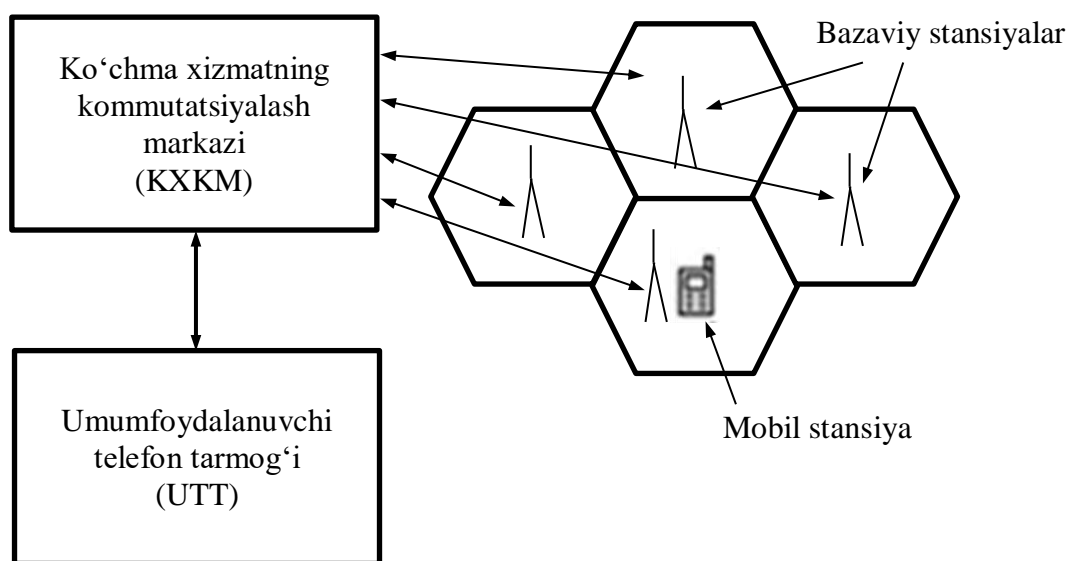 Ko‘chma xizmatning
kommutatsiyalash
markazi
(KXKM)
Bazaviy stansiyalar
Umumfoydalanuvchi
telefon tarmog‘i
(UTT)
Mobil stansiya